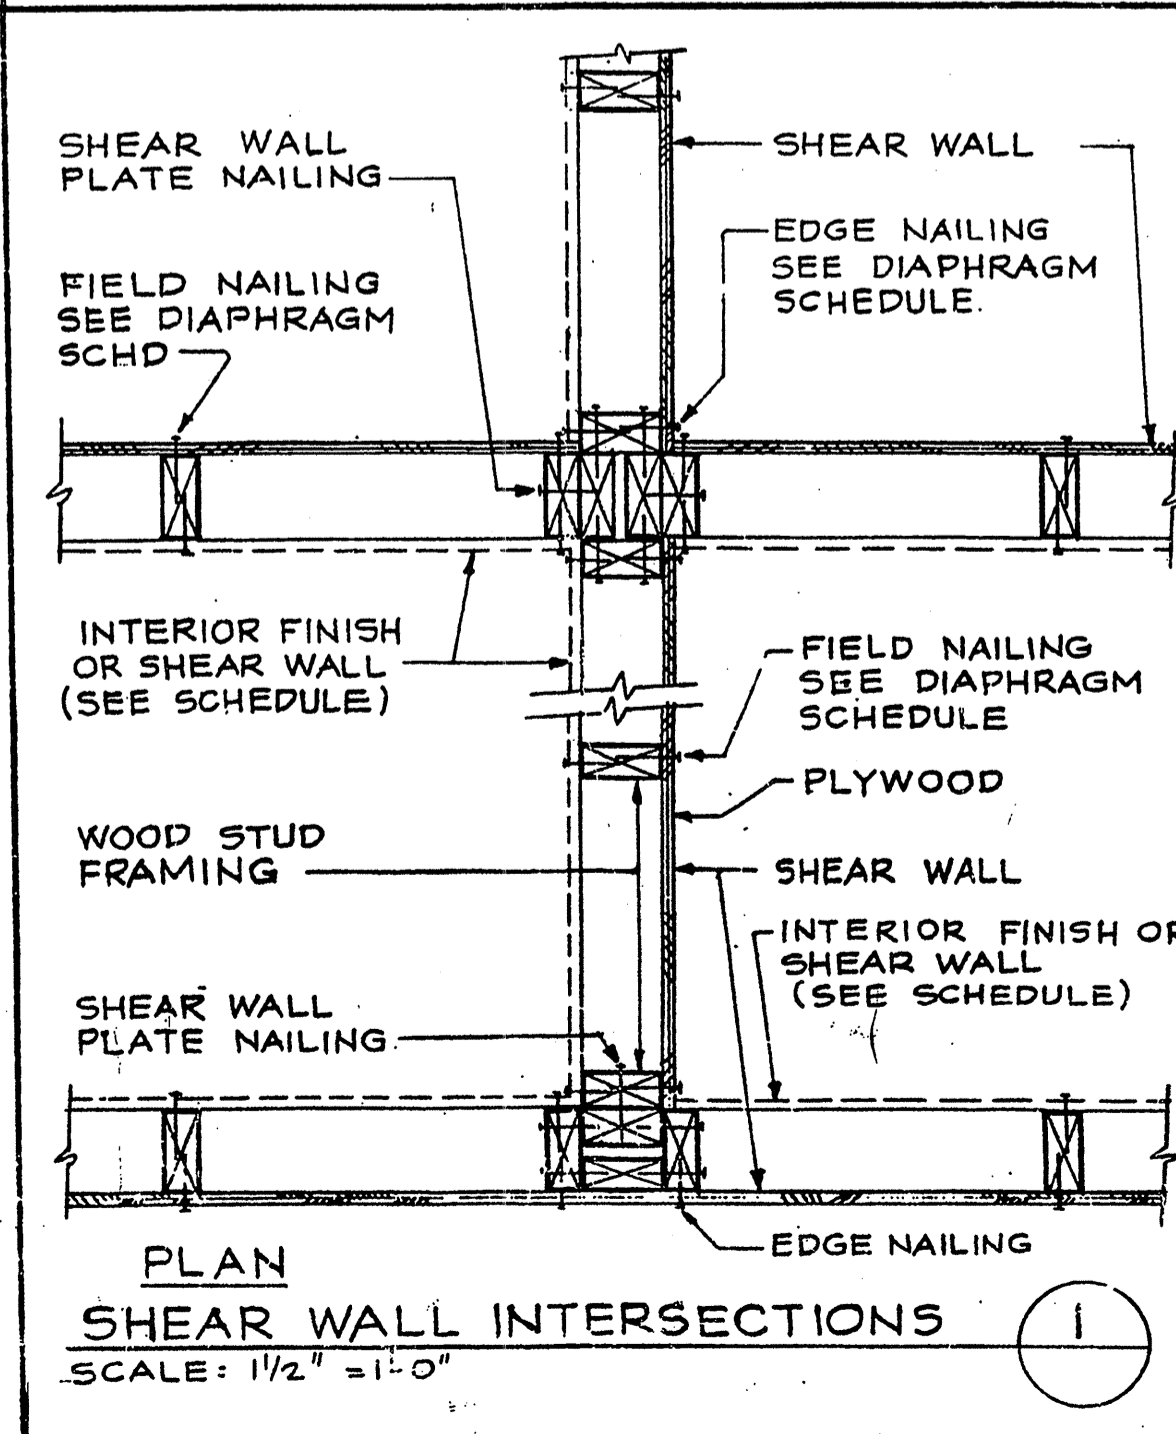 SHEAR WALL
PLATE NAILING
FIELD NAILING
SEE DIAPHRAGM
SCHD
SHEAR WALL
EDGE NAILING
SEE DIAPHRAGM
SCHEDULE.
INTERIOR FINISH
OR SHEAR WALL
(SEE SCHEDULE)
FIELD NAILING
SEE DIAPHRAGM
SCHEDULE
PLYWOOD
WOOD STUD
FRAMING
SHEAR WALL
INTERIOR FINISH OR
SHEAR WALL
(SEE SCHEDULE)
SHEAR WALL
PLATE NAILING
EDGE NAILING
PLAN
SHEAR WALL INTERSECTIONS
1
SCALE: 1 1/2" = 1'-0"